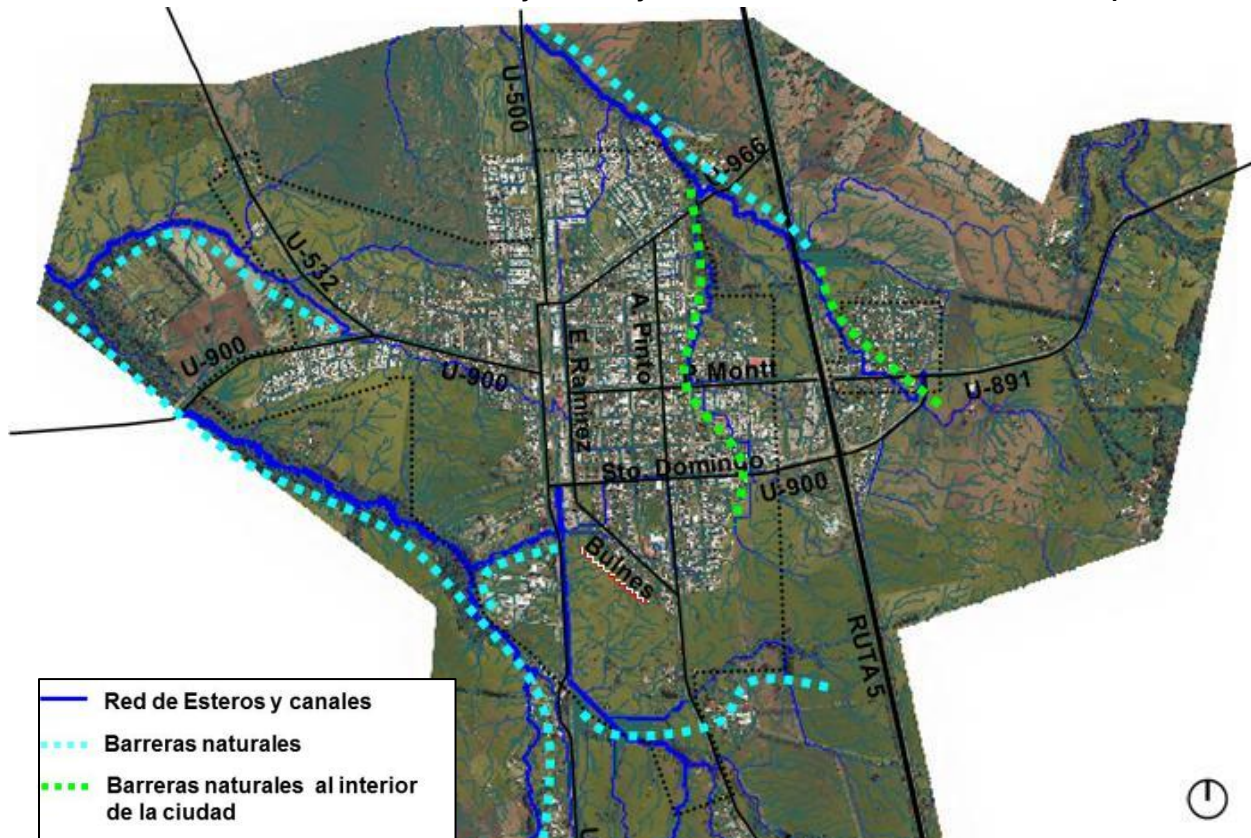 U-500
U-966
U-532
U-900
U-900
E. Ramirez
A. Pinto
Montt
U-891
Sto. Domingo
U-900
Bulnes
RUTA 5
Red de Esteros y canales
Barreras naturales
Barreras naturales al interior
de la ciudad